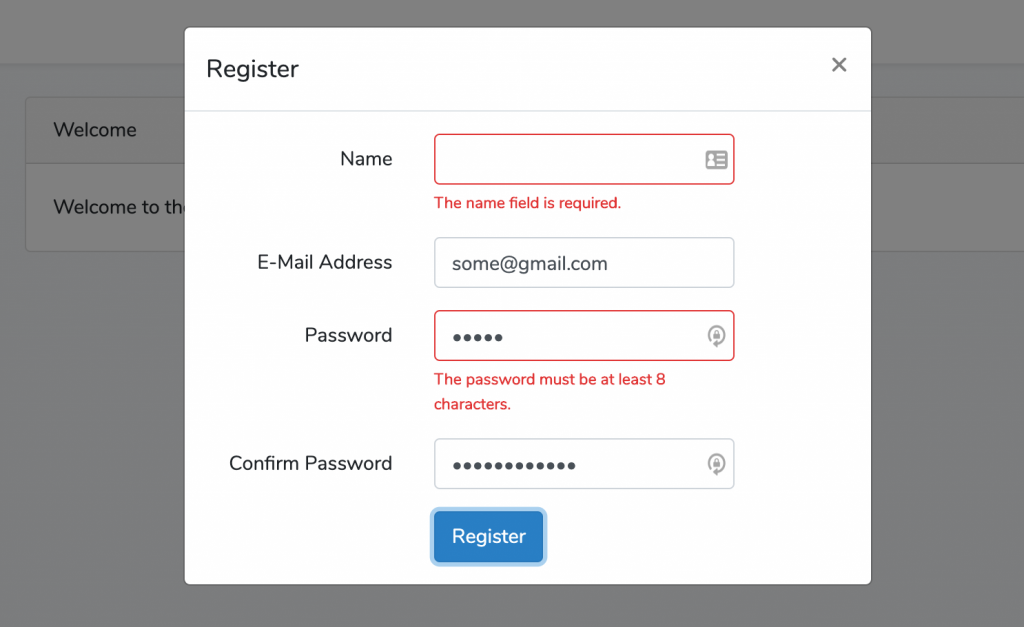 Register
×
Welcome
Welcome to the
Name
The name field is required.
E-Mail Address
some@gmail.com
Password
•••••
The password must be at least 8
characters.
Confirm Password
••••••••••••
Register